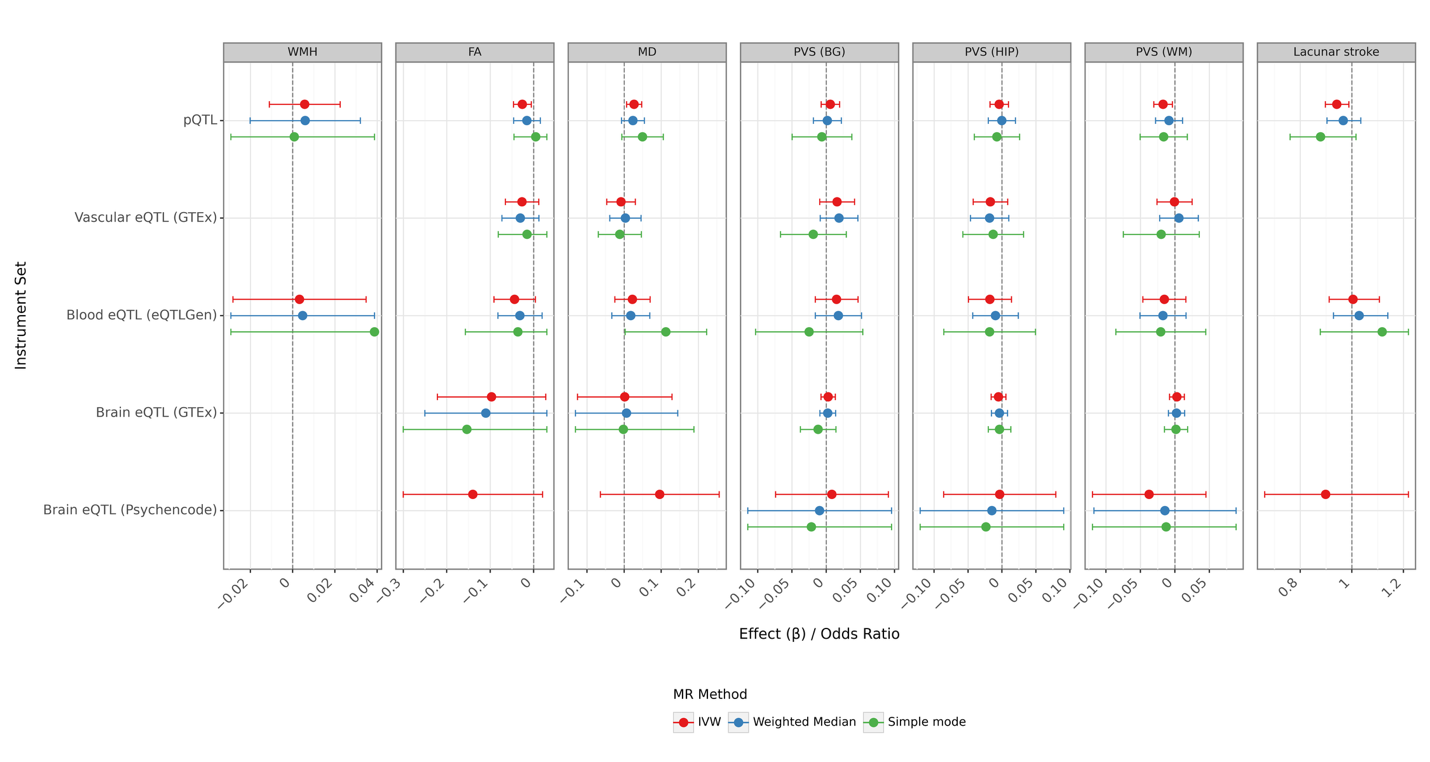 WMH FA MD PVS (BG) PVS (HIP) PVS (WM) Lacunar stroke
Instrument Set
pQTL
Vascular eQTL (GTEx)
Blood eQTL (eQTLGen)
Brain eQTL (GTEx)
Brain eQTL (Psychencode)
−0.02 0 0.02 0.04 −0.3 −0.2 −0.1 0 −0.1 0 0.1 0.2 −0.10 −0.05 0 0.05 0.10 −0.10 −0.05 0 0.05 0.10 −0.10 −0.05 0 0.05 0.8 1 1.2
Effect (β) / Odds Ratio
MR Method
IVW Weighted Median Simple mode